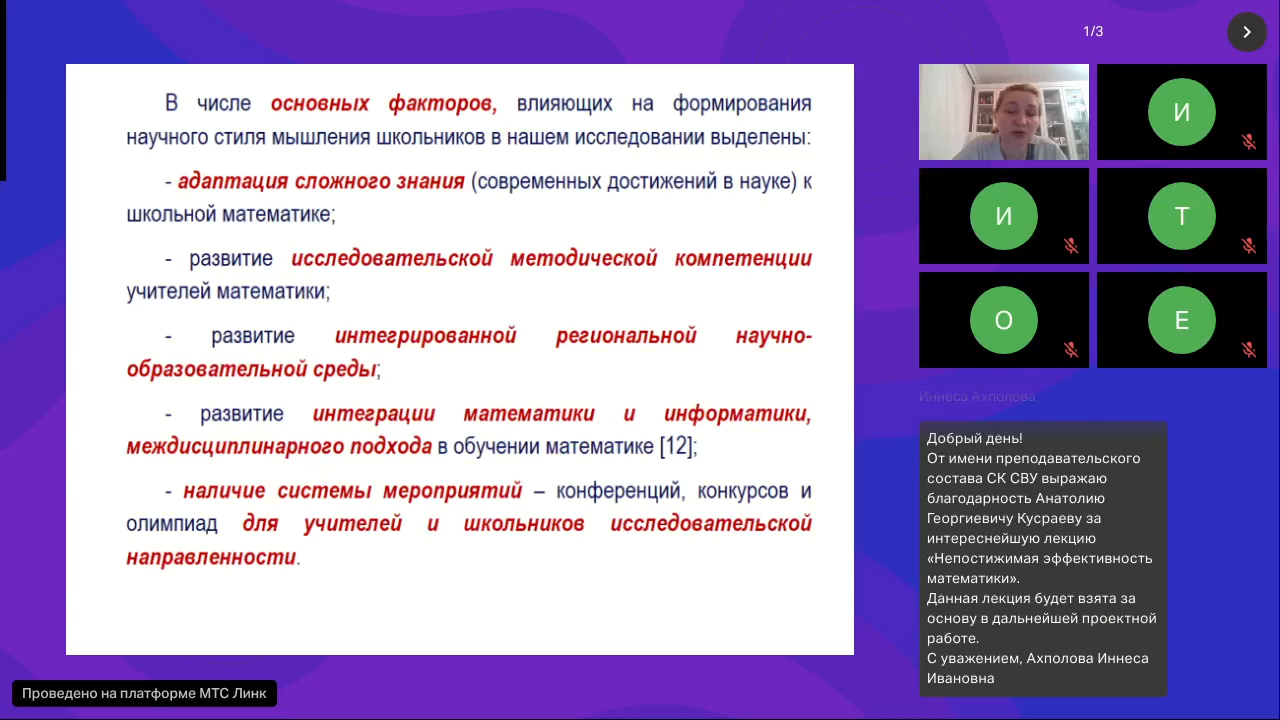 В числе основных факторов, влияющих на формирования
научного стиля мышления школьников в нашем исследовании выделены:
- адаптация сложного знания (современных достижений в науке) к
школьной математике;
- развитие исследовательской методической компетенции
учителей математики;
- развитие интегрированной региональной научно-
образовательной среды;
- развитие интеграции математики и информатики,
междисциплинарного подхода в обучении математике [12];
- наличие системы мероприятий – конференций, конкурсов и
олимпиад для учителей и школьников исследовательской
направленности.
1/3
И
И
Т
О
Е
Иннеса Ахполова
Добрый день!
От имени преподавательского
состава СК СВУ выражаю
благодарность Анатолию
Георгиевичу Кусраеву за
интереснейшую лекцию
«Непостижимая эффективность
математики».
Данная лекция будет взята за
основу в дальнейшей проектной
работе.
С уважением, Ахполова Иннеса
Ивановна
Проведено на платформе МТС Линк